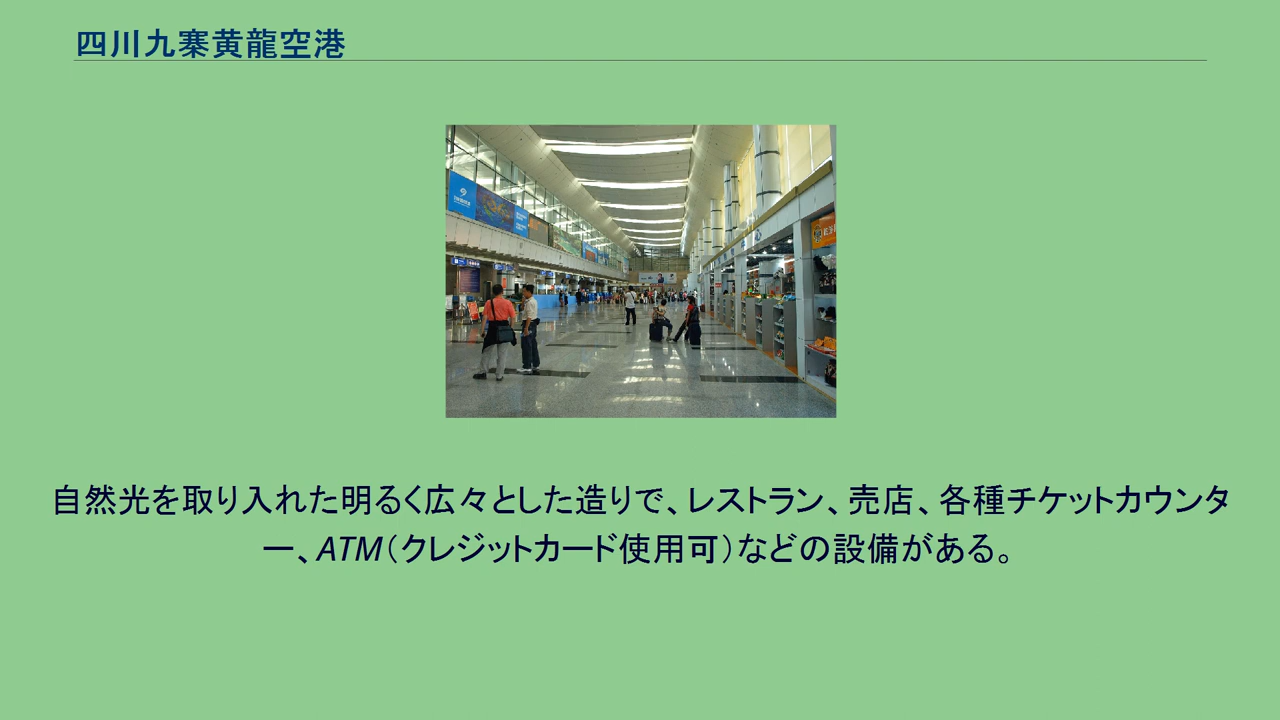 四川九寨黄龍空港
自然光を取り入れた明るく広々とした造りで、レストラン、売店、各種チケットカウンタ
ー、ATM（クレジットカード使用可）などの設備がある。